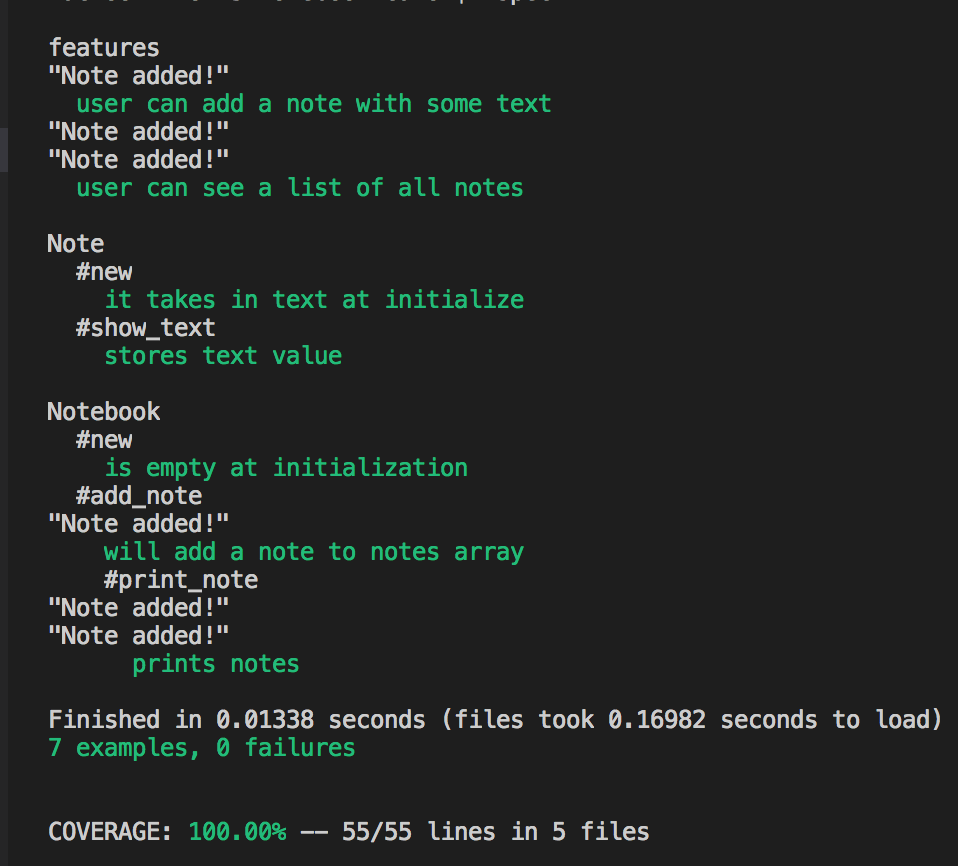 features
"Note added!"
user can add a note with some text
"Note added!"
"Note added!"
user can see a list of all notes
Note
#new
it takes in text at initialize
#show_text
stores text value
Notebook
#new
is empty at initialization
#add_note
"Note added!"
will add a note to notes array
#print_note
"Note added!"
"Note added!"
prints notes
Finished in 0.01338 seconds (files took 0.16982 seconds to load)
7 examples, 0 failures
COVERAGE: 100.00% -- 55/55 lines in 5 files